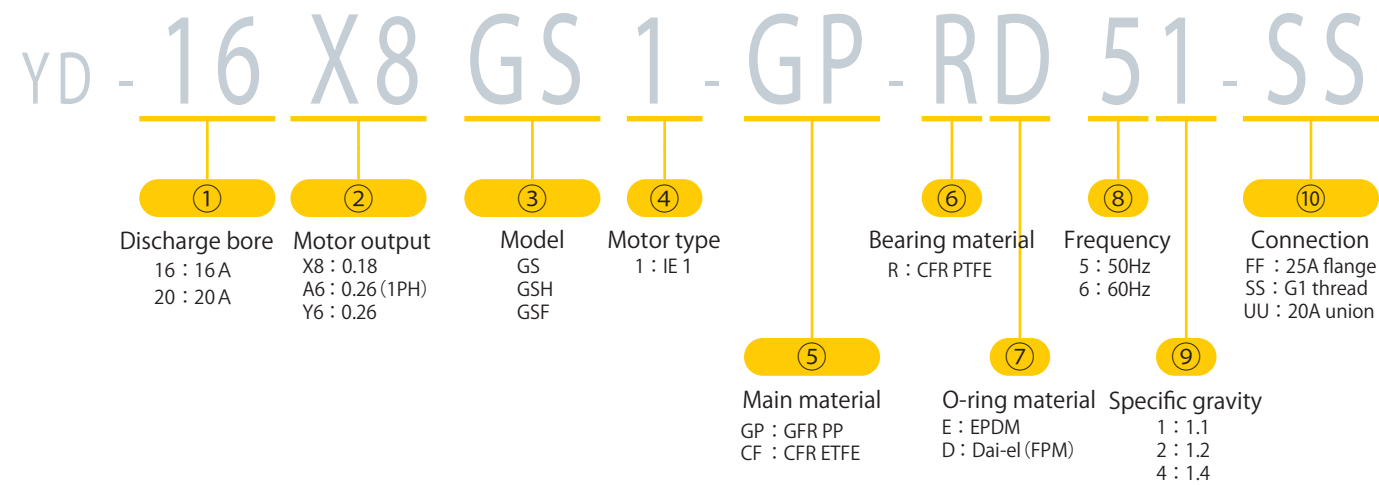 YD - 16 X8 GS 1 - GP - RD 51 - SS
① ② ③ ④ ⑥ ⑧ ⑩
Discharge bore
16：16 A
20：20 A
Motor output
X8：0.18
A6：0.26 (1PH)
Y6：0.26
Model
GS
GSH
GSF
Motor type
1：IE 1
Bearing material
R：CFR PTFE
Frequency
5：50Hz
6：60Hz
Connection
FF：25A flange
SS：G1 thread
UU：20A union
⑤ ⑦ ⑨
Main material
GP：GFR PP
CF：CFR ETFE
O-ring material
E：EPDM
D：Dai-el (FPM)
Specific gravity
1：1.1
2：1.2
4：1.4